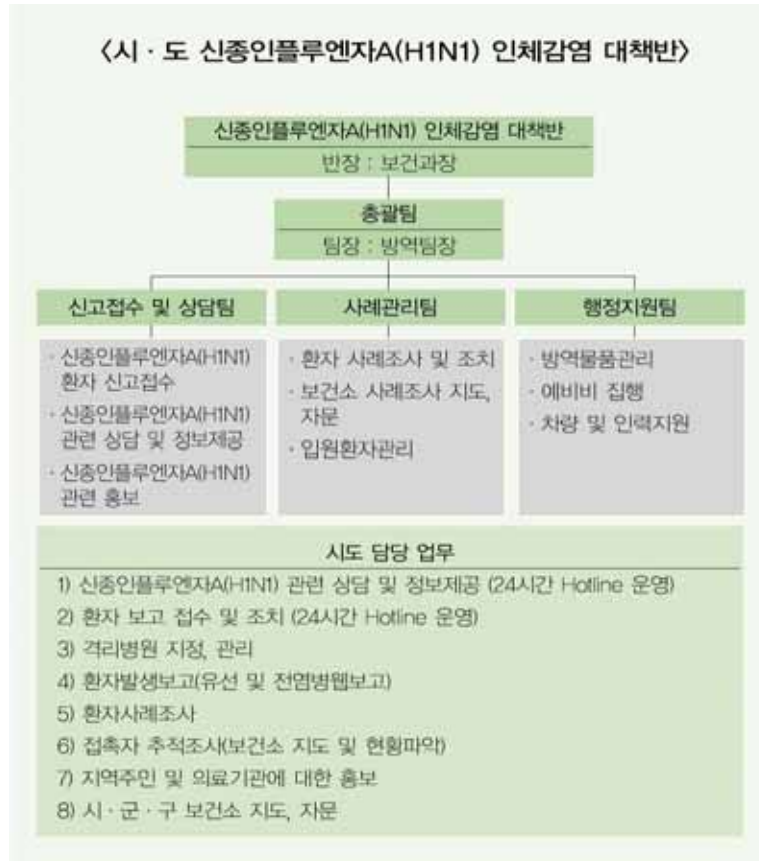 〈시 · 도 신종인플루엔자A(H1N1) 인체감염 대책반〉
신종인플루엔자A(H1N1) 인체감염 대책반
반장 : 보건과장
총괄팀
팀장 : 방역팀장
신고접수 및 상담팀
· 신종인플루엔자A(H1N1)
환자 신고접수
· 신종인플루엔자A(H1N1)
관련 상담 및 정보제공
· 신종인플루엔자A(H1N1)
관련 홍보
사례관리팀
· 환자 사례조사 및 조치
· 보건소 사례조사 지도,
자문
· 입원환자관리
행정지원팀
· 방역물품관리
· 예비비 집행
· 차량 및 인력지원
시도 담당 업무
1) 신종인플루엔자A(H1N1) 관련 상담 및 정보제공 (24시간 Hotline 운영)
2) 환자 보고 접수 및 조치 (24시간 Hotline 운영)
3) 격리병원 지정, 관리
4) 환자발생보고(유선 및 전염병웹보고)
5) 환자사례조사
6) 접촉자 추적조사(보건소 지도 및 현황파악)
7) 지역주민 및 의료기관에 대한 홍보
8) 시 · 군 · 구 보건소 지도, 자문